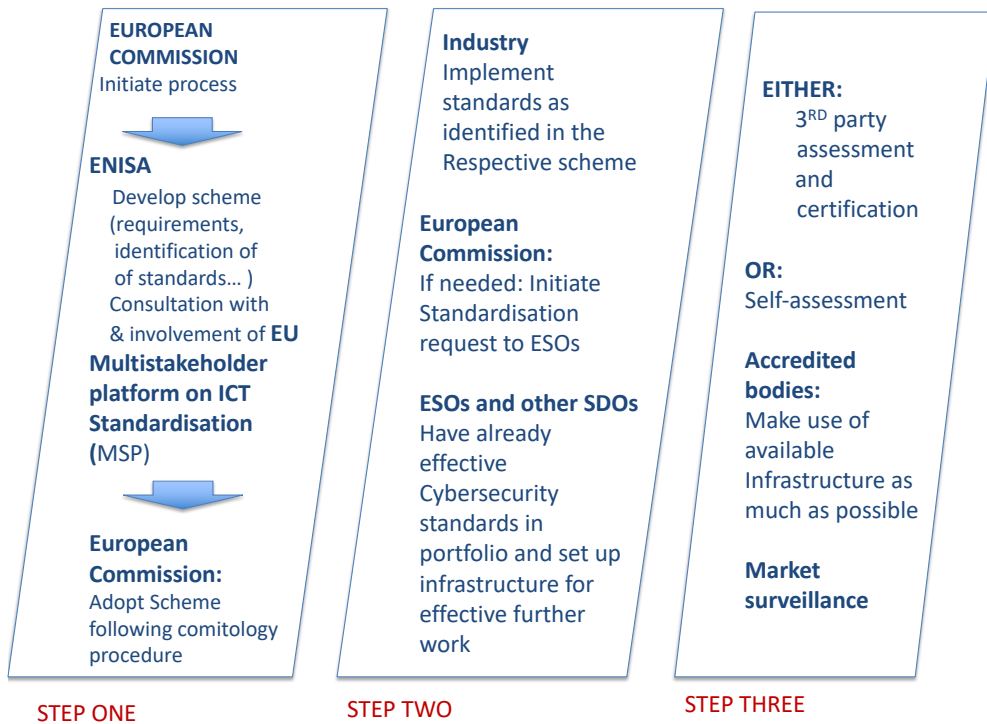 EUROPEAN
COMMISSION
Initiate process
ENISA
Develop scheme
(requirements,
identification of
of standards… )
Consultation with
& involvement of EU
Multistakeholder
platform on ICT
Standardisation
(MSP)
European
Commission:
Adopt Scheme
following comitology
procedure
STEP ONE
Industry
Implement
standards as
identified in the
Respective scheme
European
Commission:
If needed: Initiate
Standardisation
request to ESOs
ESOs and other SDOs
Have already
effective
Cybersecurity
standards in
portfolio and set up
infrastructure for
effective further
work
STEP TWO
EITHER:
3RD party
assessment
and
certification
OR:
Self-assessment
Accredited
bodies:
Make use of
available
Infrastructure as
much as possible
Market
surveillance
STEP THREE